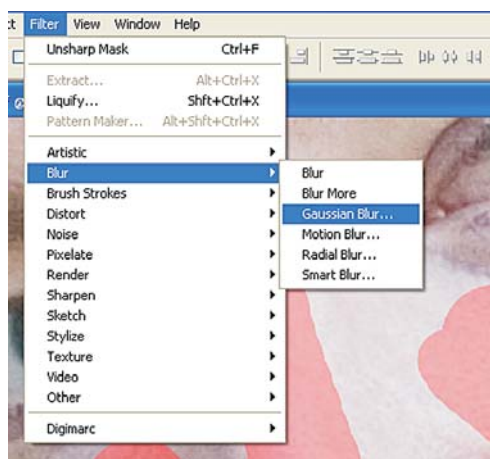 Filter View Window Help
Unsharp Mask Ctrl+F
Extract... Alt+Ctrl+X
Liquify... Shft+Ctrl+X
Pattern Maker... Alt+Shft+Ctrl+X
Artistic
Blur
Brush Strokes
Distort
Noise
Pixelate
Render
Sharpen
Sketch
Stylize
Texture
Video
Other
Digimarc
Blur
Blur More
Gaussian Blur...
Motion Blur...
Radial Blur...
Smart Blur...